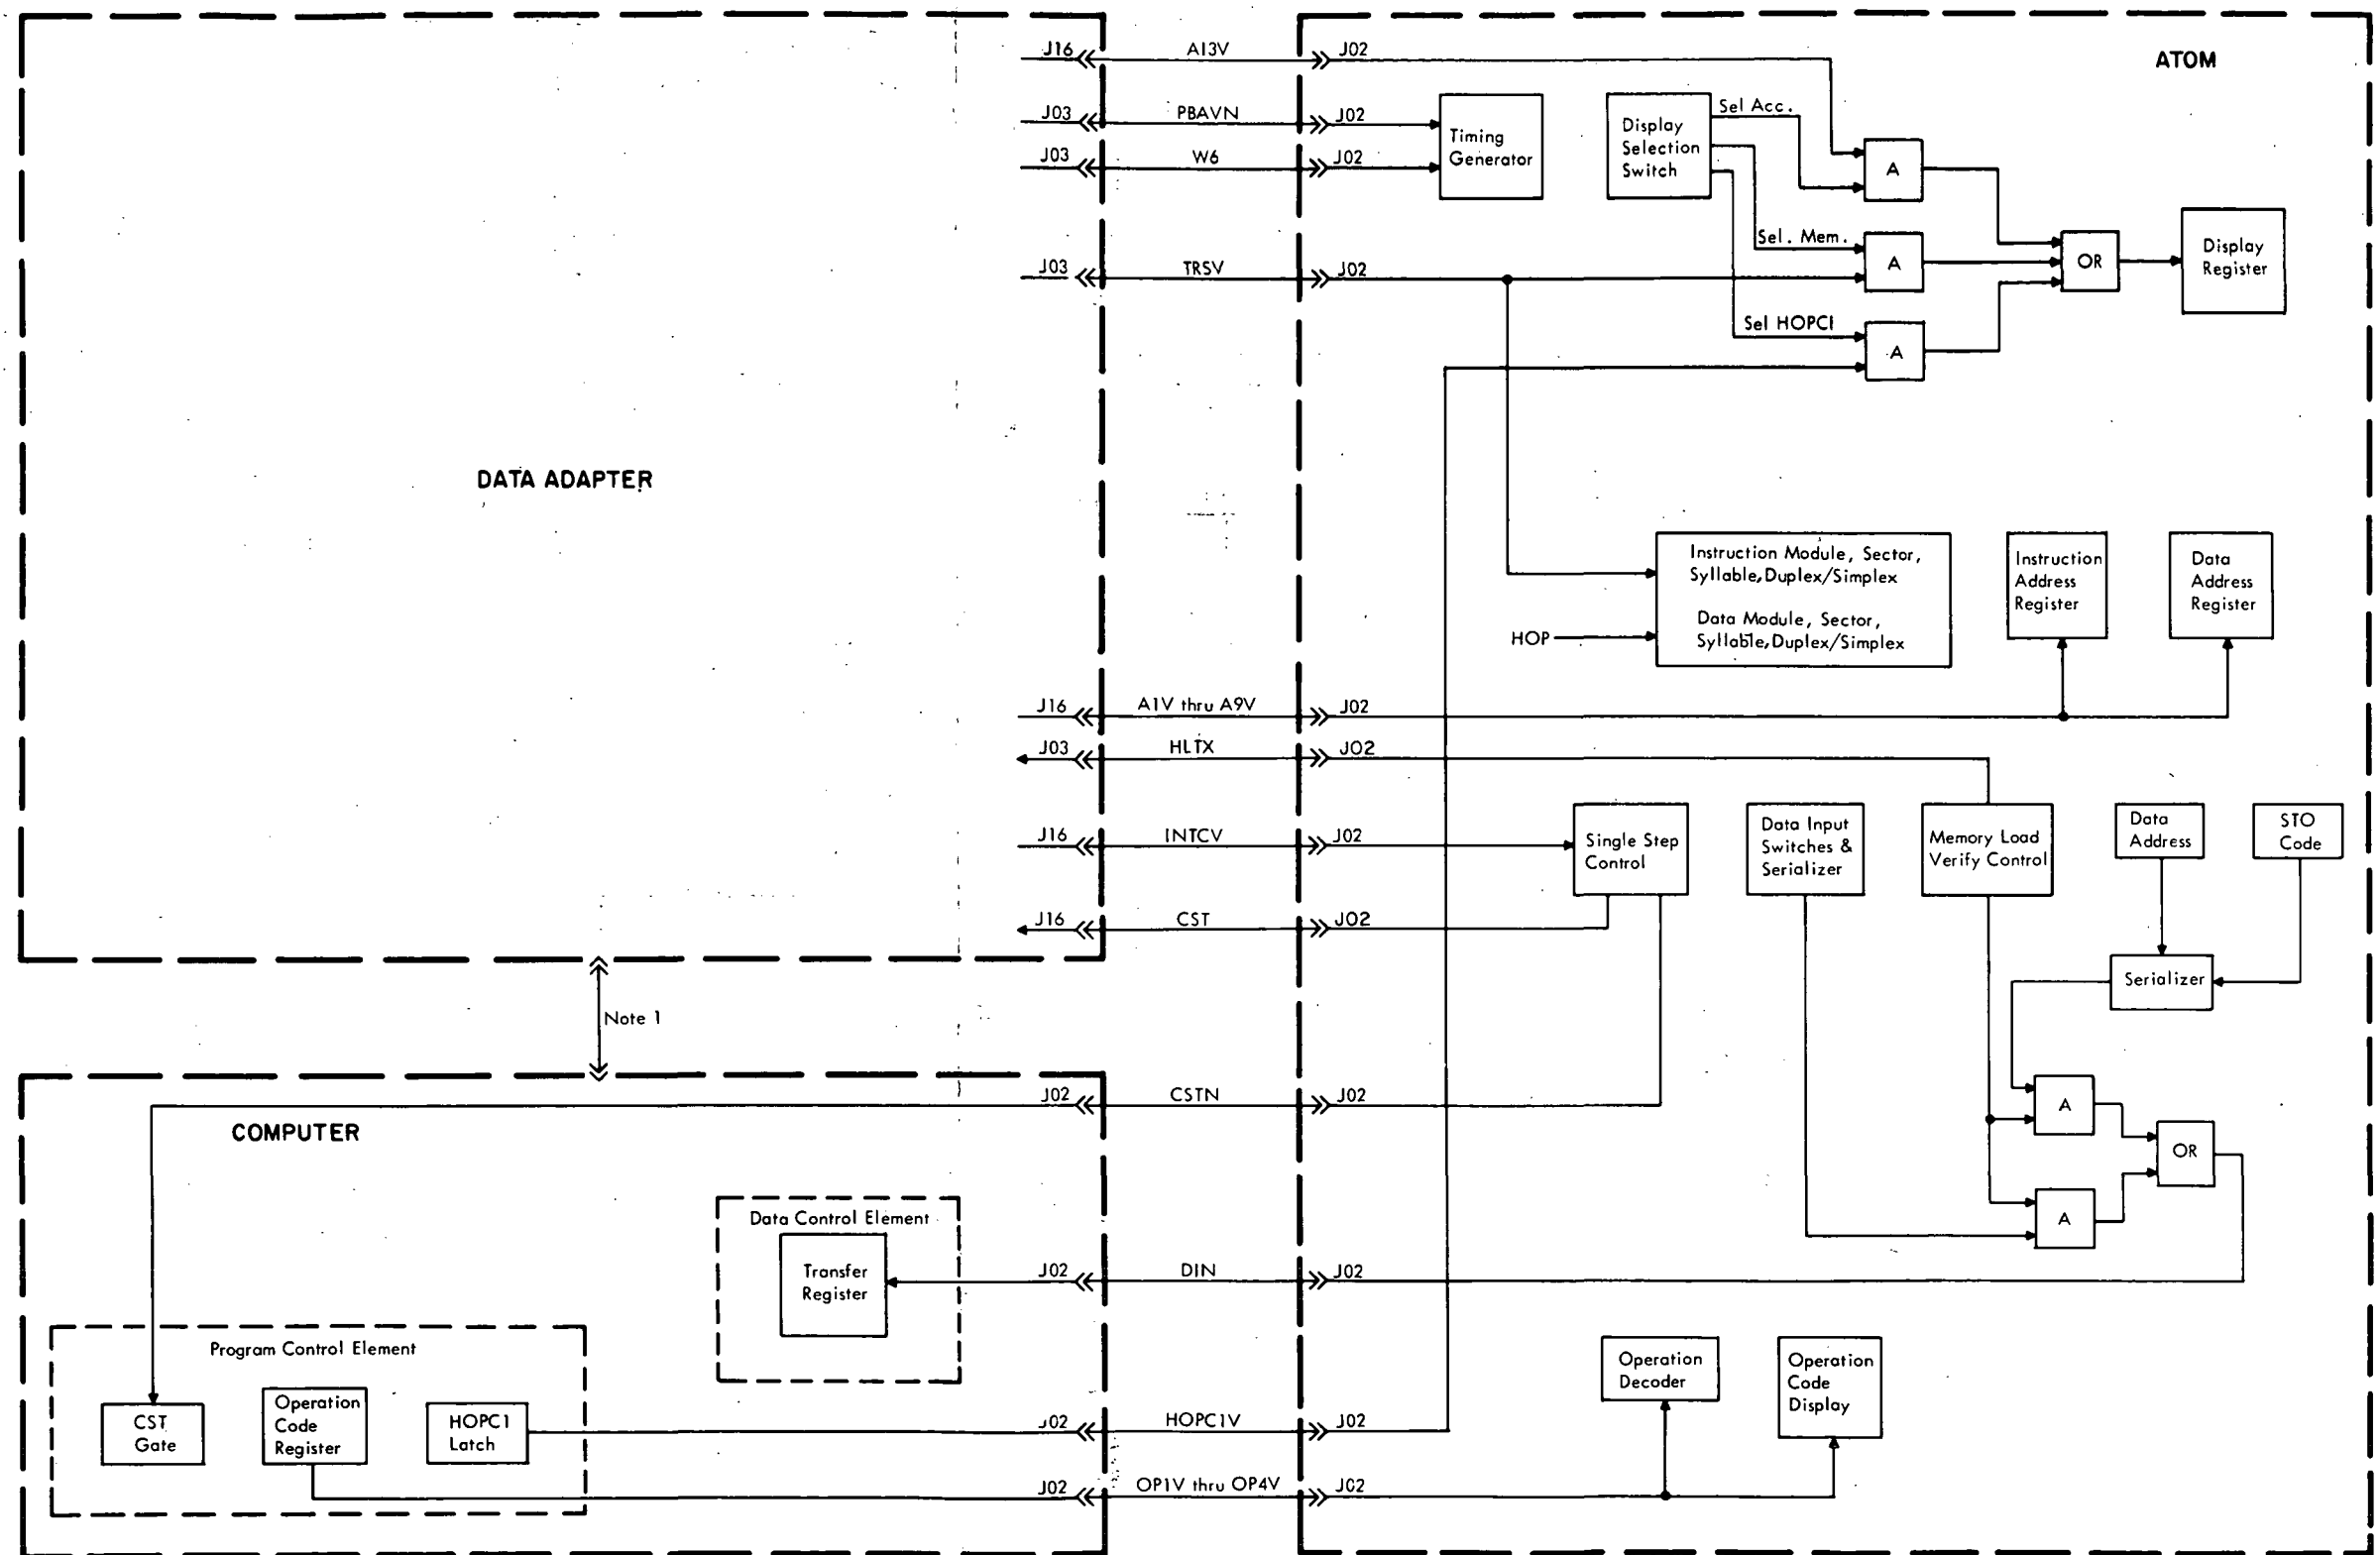 J16 AI3V J02
ATOM
J03 PBAVN J02
J03 W6 J02
Timing
Generator
Display
Selection
Switch
Sel Acc.
A
Sel. Mem.
A
J03 TRSV J02
Sel HOPCI
A
OR
Display
Register
DATA ADAPTER
Instruction Module, Sector,
Syllable, Duplex/Simplex
Data Module, Sector,
Syllable, Duplex/Simplex
HOP
Instruction
Address
Register
Data
Address
Register
J16 A1V thru A9V J02
J03 HLTX JO2
J16 INTCV J02
Single Step
Control
Data Input
Switches &
Serializer
Memory Load
Verify Control
Data
Address
STO
Code
J16 CST JO2
Serializer
Note 1
J02 CSTN J02
COMPUTER
A
OR
A
Data Control Element
Transfer
Register
J02 DIN J02
Program Control Element
CST
Gate
Operation
Code
Register
HOPC1
Latch
J02 HOPC1V J02
Operation
Decoder
Operation
Code
Display
J02 OP1V thru OP4V J02